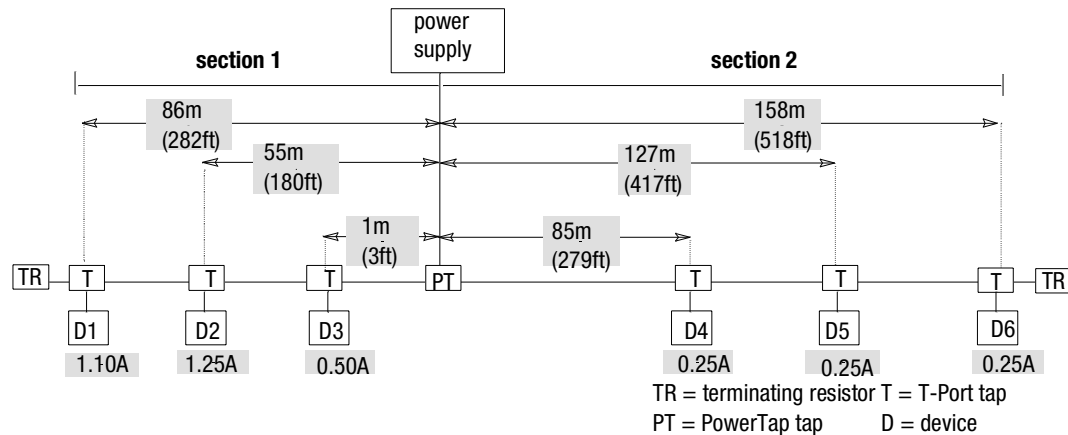 power
supply
section 1
section 2
86m
(282ft)
158m
(518ft)
55m
(180ft)
127m
(417ft)
1m
(3ft)
85m
(279ft)
TR
T
T
T
PT
T
T
T
TR
D1
D2
D3
D4
D5
D6
1.10A
1.25A
0.50A
0.25A
0.25A
0.25A
TR = terminating resistor T = T-Port tap
PT = PowerTap tap D = device